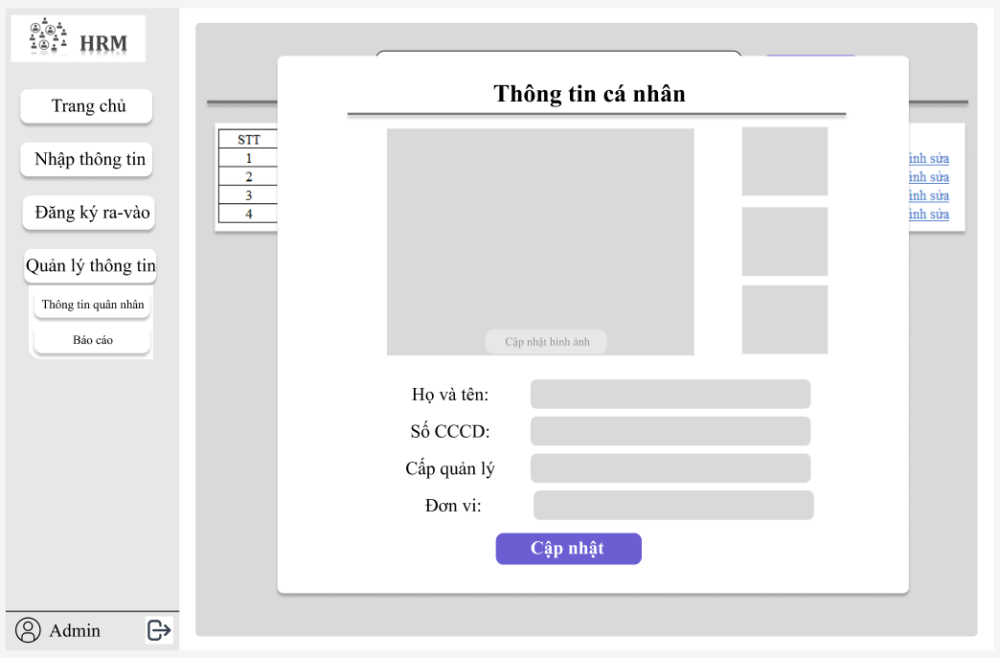 HRM
Trang chủ
Nhập thông tin
Đăng ký ra-vào
Quản lý thông tin
Thông tin quân nhân
Báo cáo
Admin
STT
1
2
3
4
Thông tin cá nhân
Cập nhật hình ảnh
Họ và tên:
Số CCCD:
Cấp quản lý
Đơn vi:
Cập nhật
ỉnh sửa
ỉnh sửa
ỉnh sửa
ỉnh sửa